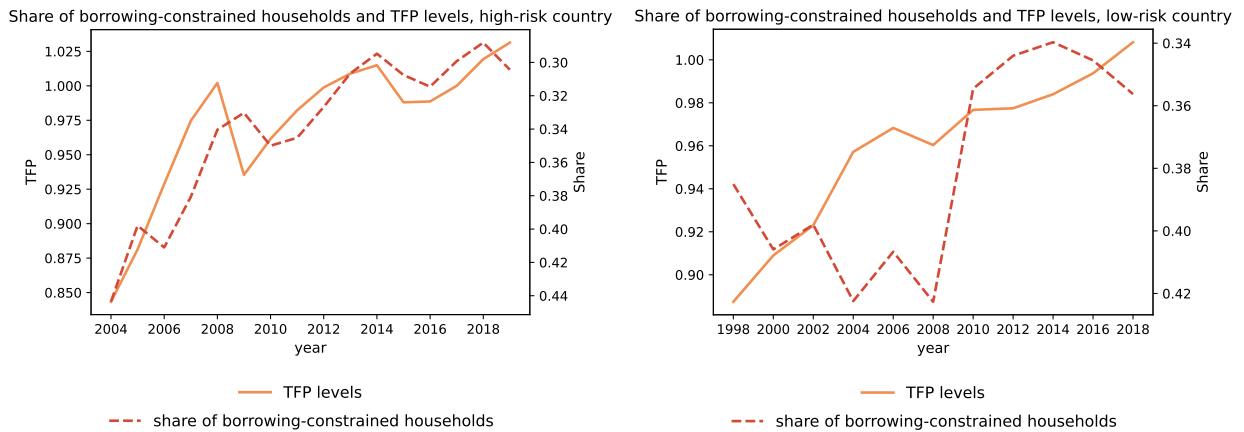 Share of borrowing-constrained households and TFP levels, high-risk country
TFP
1.025
1.000
0.975
0.950
0.925
0.900
0.875
0.850
0.30
0.32
0.34
0.36
0.38
0.40
0.42
0.44
Share
2004 2006 2008 2010 2012 2014 2016 2018
year
TFP levels
share of borrowing-constrained households
Share of borrowing-constrained households and TFP levels, low-risk country
TFP
1.00
0.98
0.96
0.94
0.92
0.90
0.34
0.36
0.38
0.40
0.42
Share
1998 2000 2002 2004 2006 2008 2010 2012 2014 2016 2018
year
TFP levels
share of borrowing-constrained households